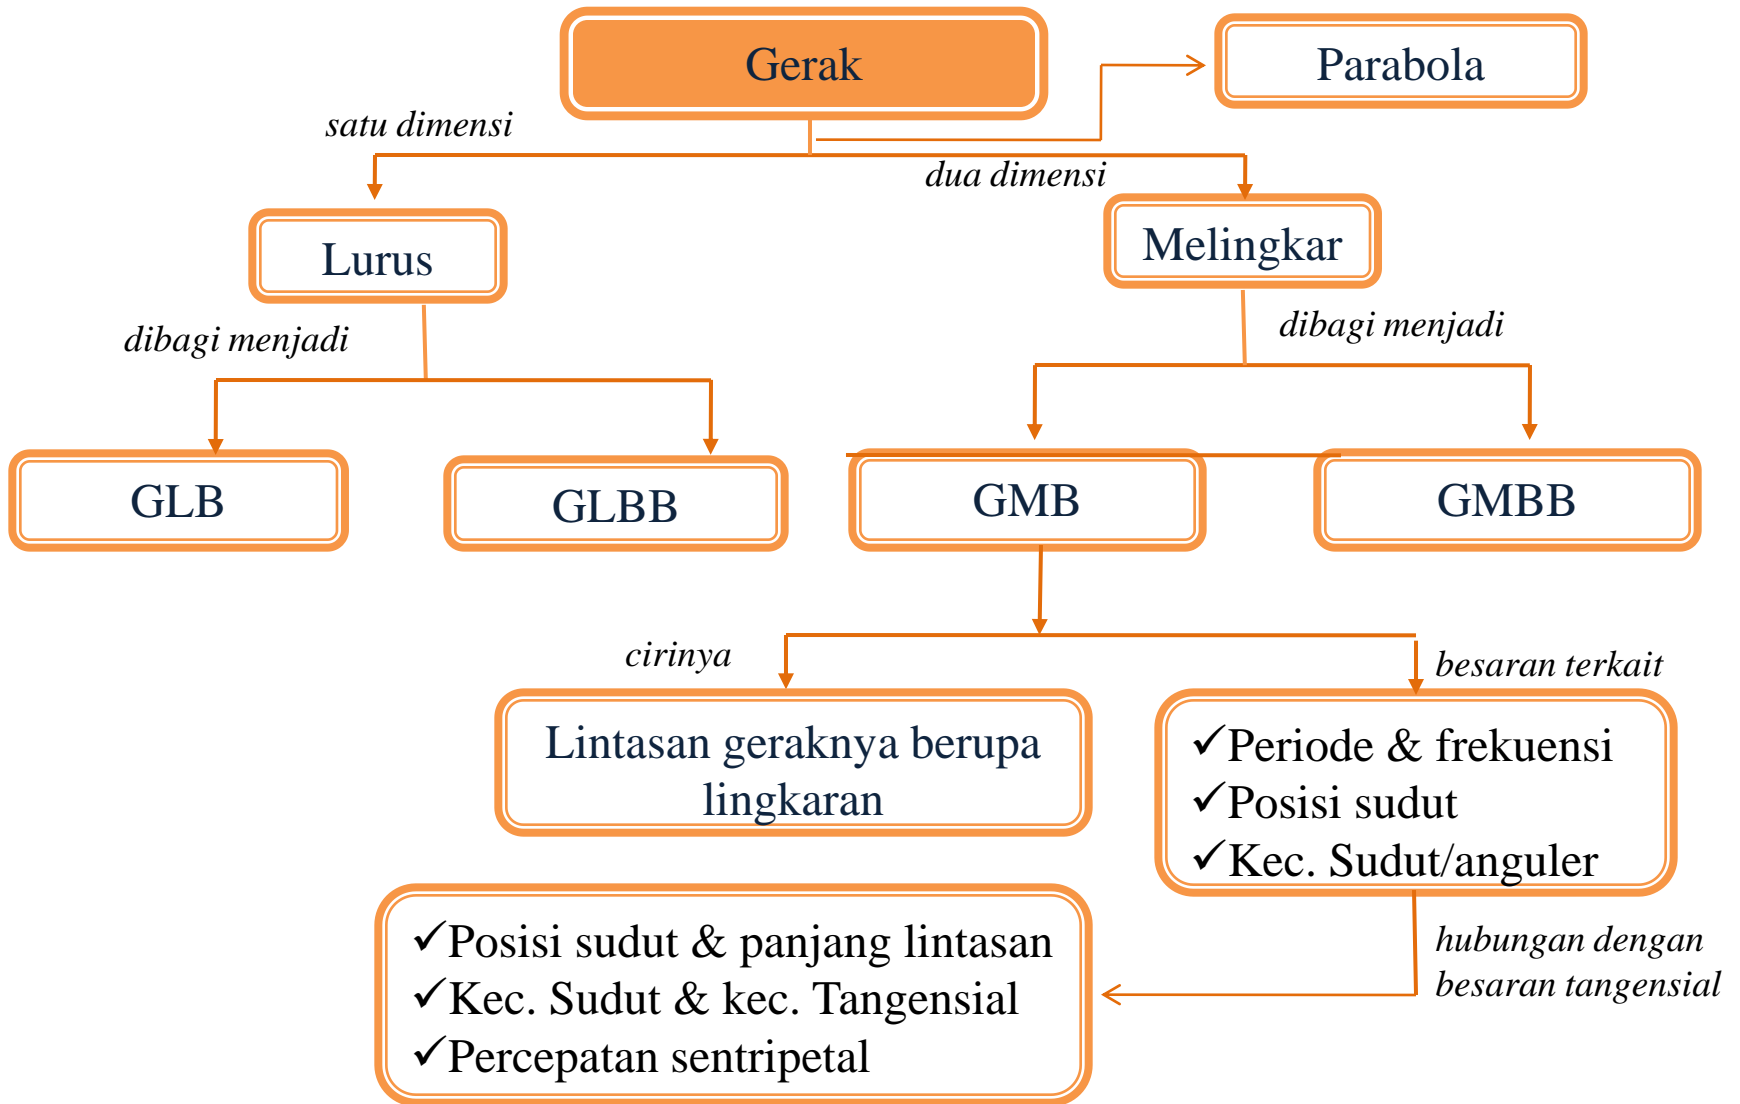 Gerak
Parabola
satu dimensi
dua dimensi
Lurus
Melingkar
dibagi menjadi
dibagi menjadi
GLB
GLBB
GMB
GMBB
cirinya
besaran terkait
Lintasan geraknya berupa
lingkaran
✓Periode & frekuensi
✓Posisi sudut
✓Kec. Sudut/anguler
✓Posisi sudut & panjang lintasan
✓Kec. Sudut & kec. Tangensial
✓Percepatan sentripetal
hubungan dengan
besaran tangensial